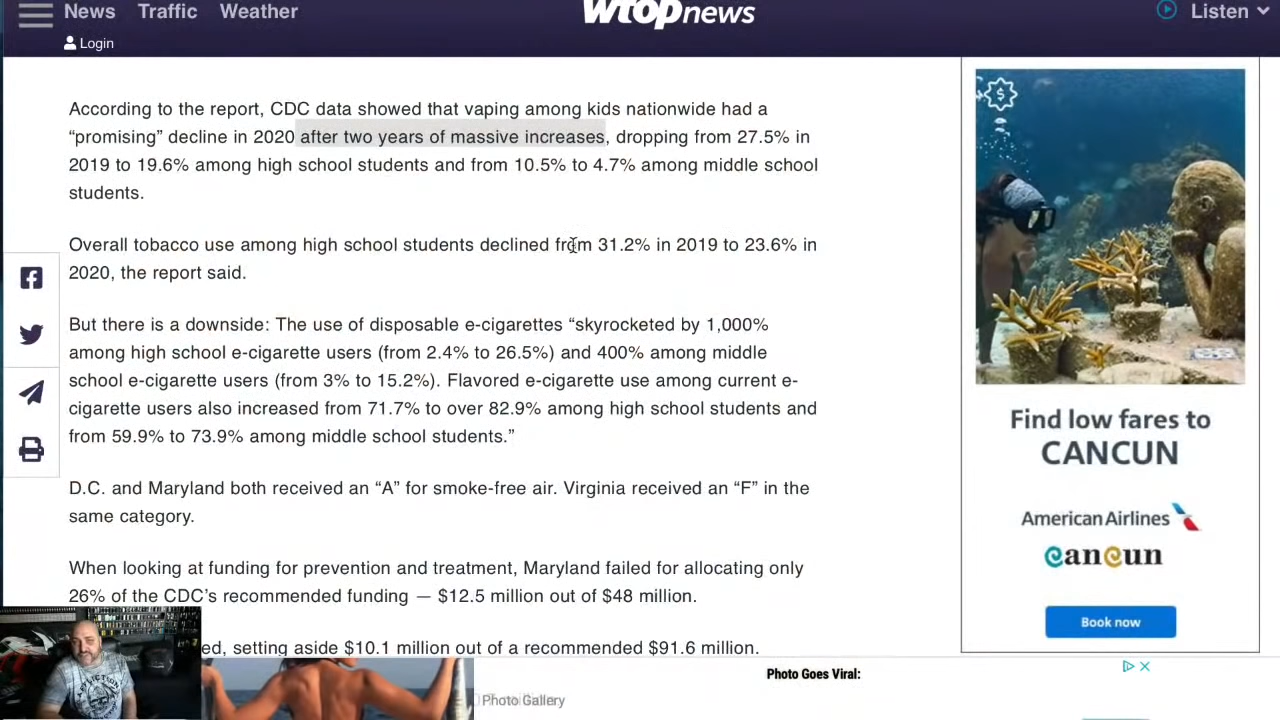 News Traffic Weather
wtop news
Listen
Login
According to the report, CDC data showed that vaping among kids nationwide had a
“promising” decline in 2020 after two years of massive increases, dropping from 27.5% in
2019 to 19.6% among high school students and from 10.5% to 4.7% among middle school
students.
Overall tobacco use among high school students declined from 31.2% in 2019 to 23.6% in
2020, the report said.
But there is a downside: The use of disposable e-cigarettes “skyrocketed by 1,000%
among high school e-cigarette users (from 2.4% to 26.5%) and 400% among middle
school e-cigarette users (from 3% to 15.2%). Flavored e-cigarette use among current e-
cigarette users also increased from 71.7% to over 82.9% among high school students and
from 59.9% to 73.9% among middle school students.”
D.C. and Maryland both received an “A” for smoke-free air. Virginia received an “F” in the
same category.
When looking at funding for prevention and treatment, Maryland failed for allocating only
26% of the CDC’s recommended funding — $12.5 million out of $48 million.
ed, setting aside $10.1 million out of a recommended $91.6 million.
Find low fares to
CANCUN
American Airlines
cancun
Book now
Photo Goes Viral:
Photo Gallery